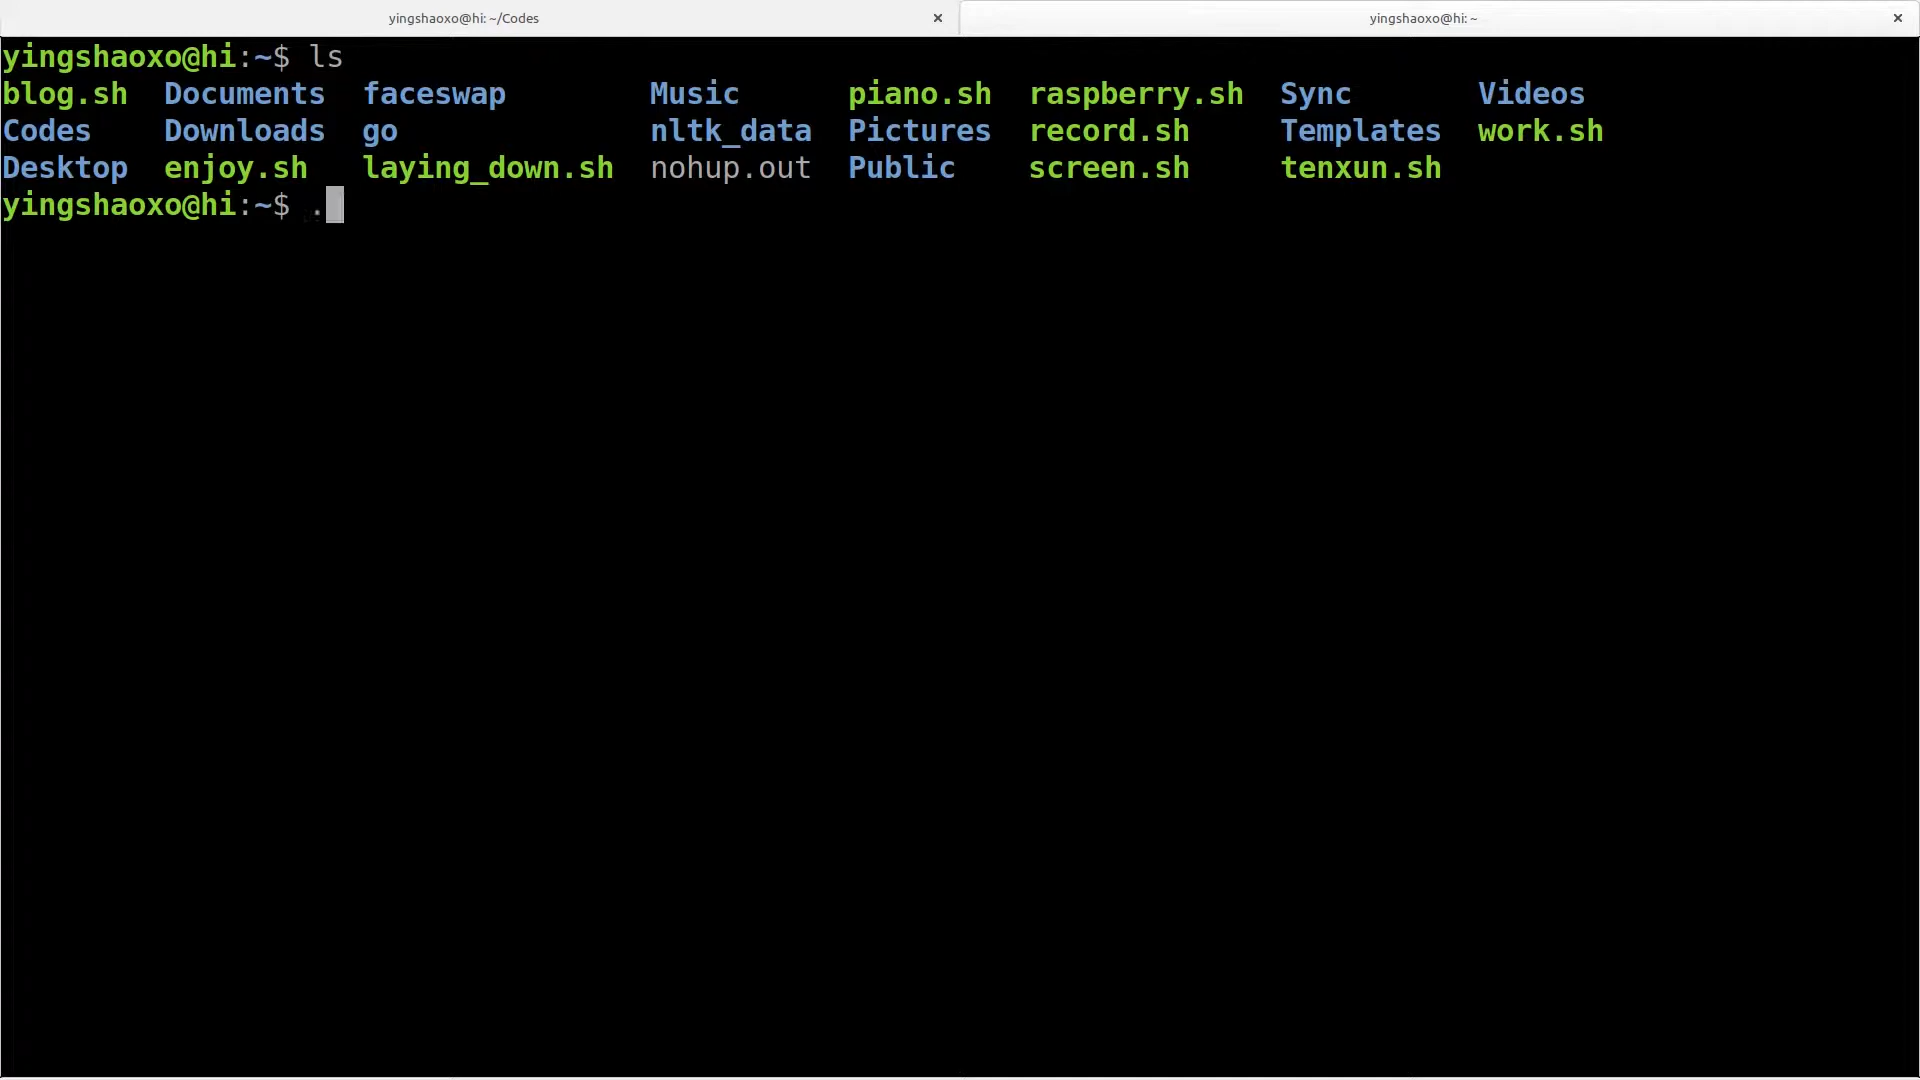 yingshaoxo@hi: ~/Codes × yingshaoxo@hi: ~ ×
yingshaoxo@hi:~$ ls
blog.sh Documents faceswap Music piano.sh raspberry.sh Sync Videos
Codes Downloads go nltk_data Pictures record.sh Templates work.sh
Desktop enjoy.sh laying_down.sh nohup.out Public screen.sh tenxun.sh
yingshaoxo@hi:~$ .